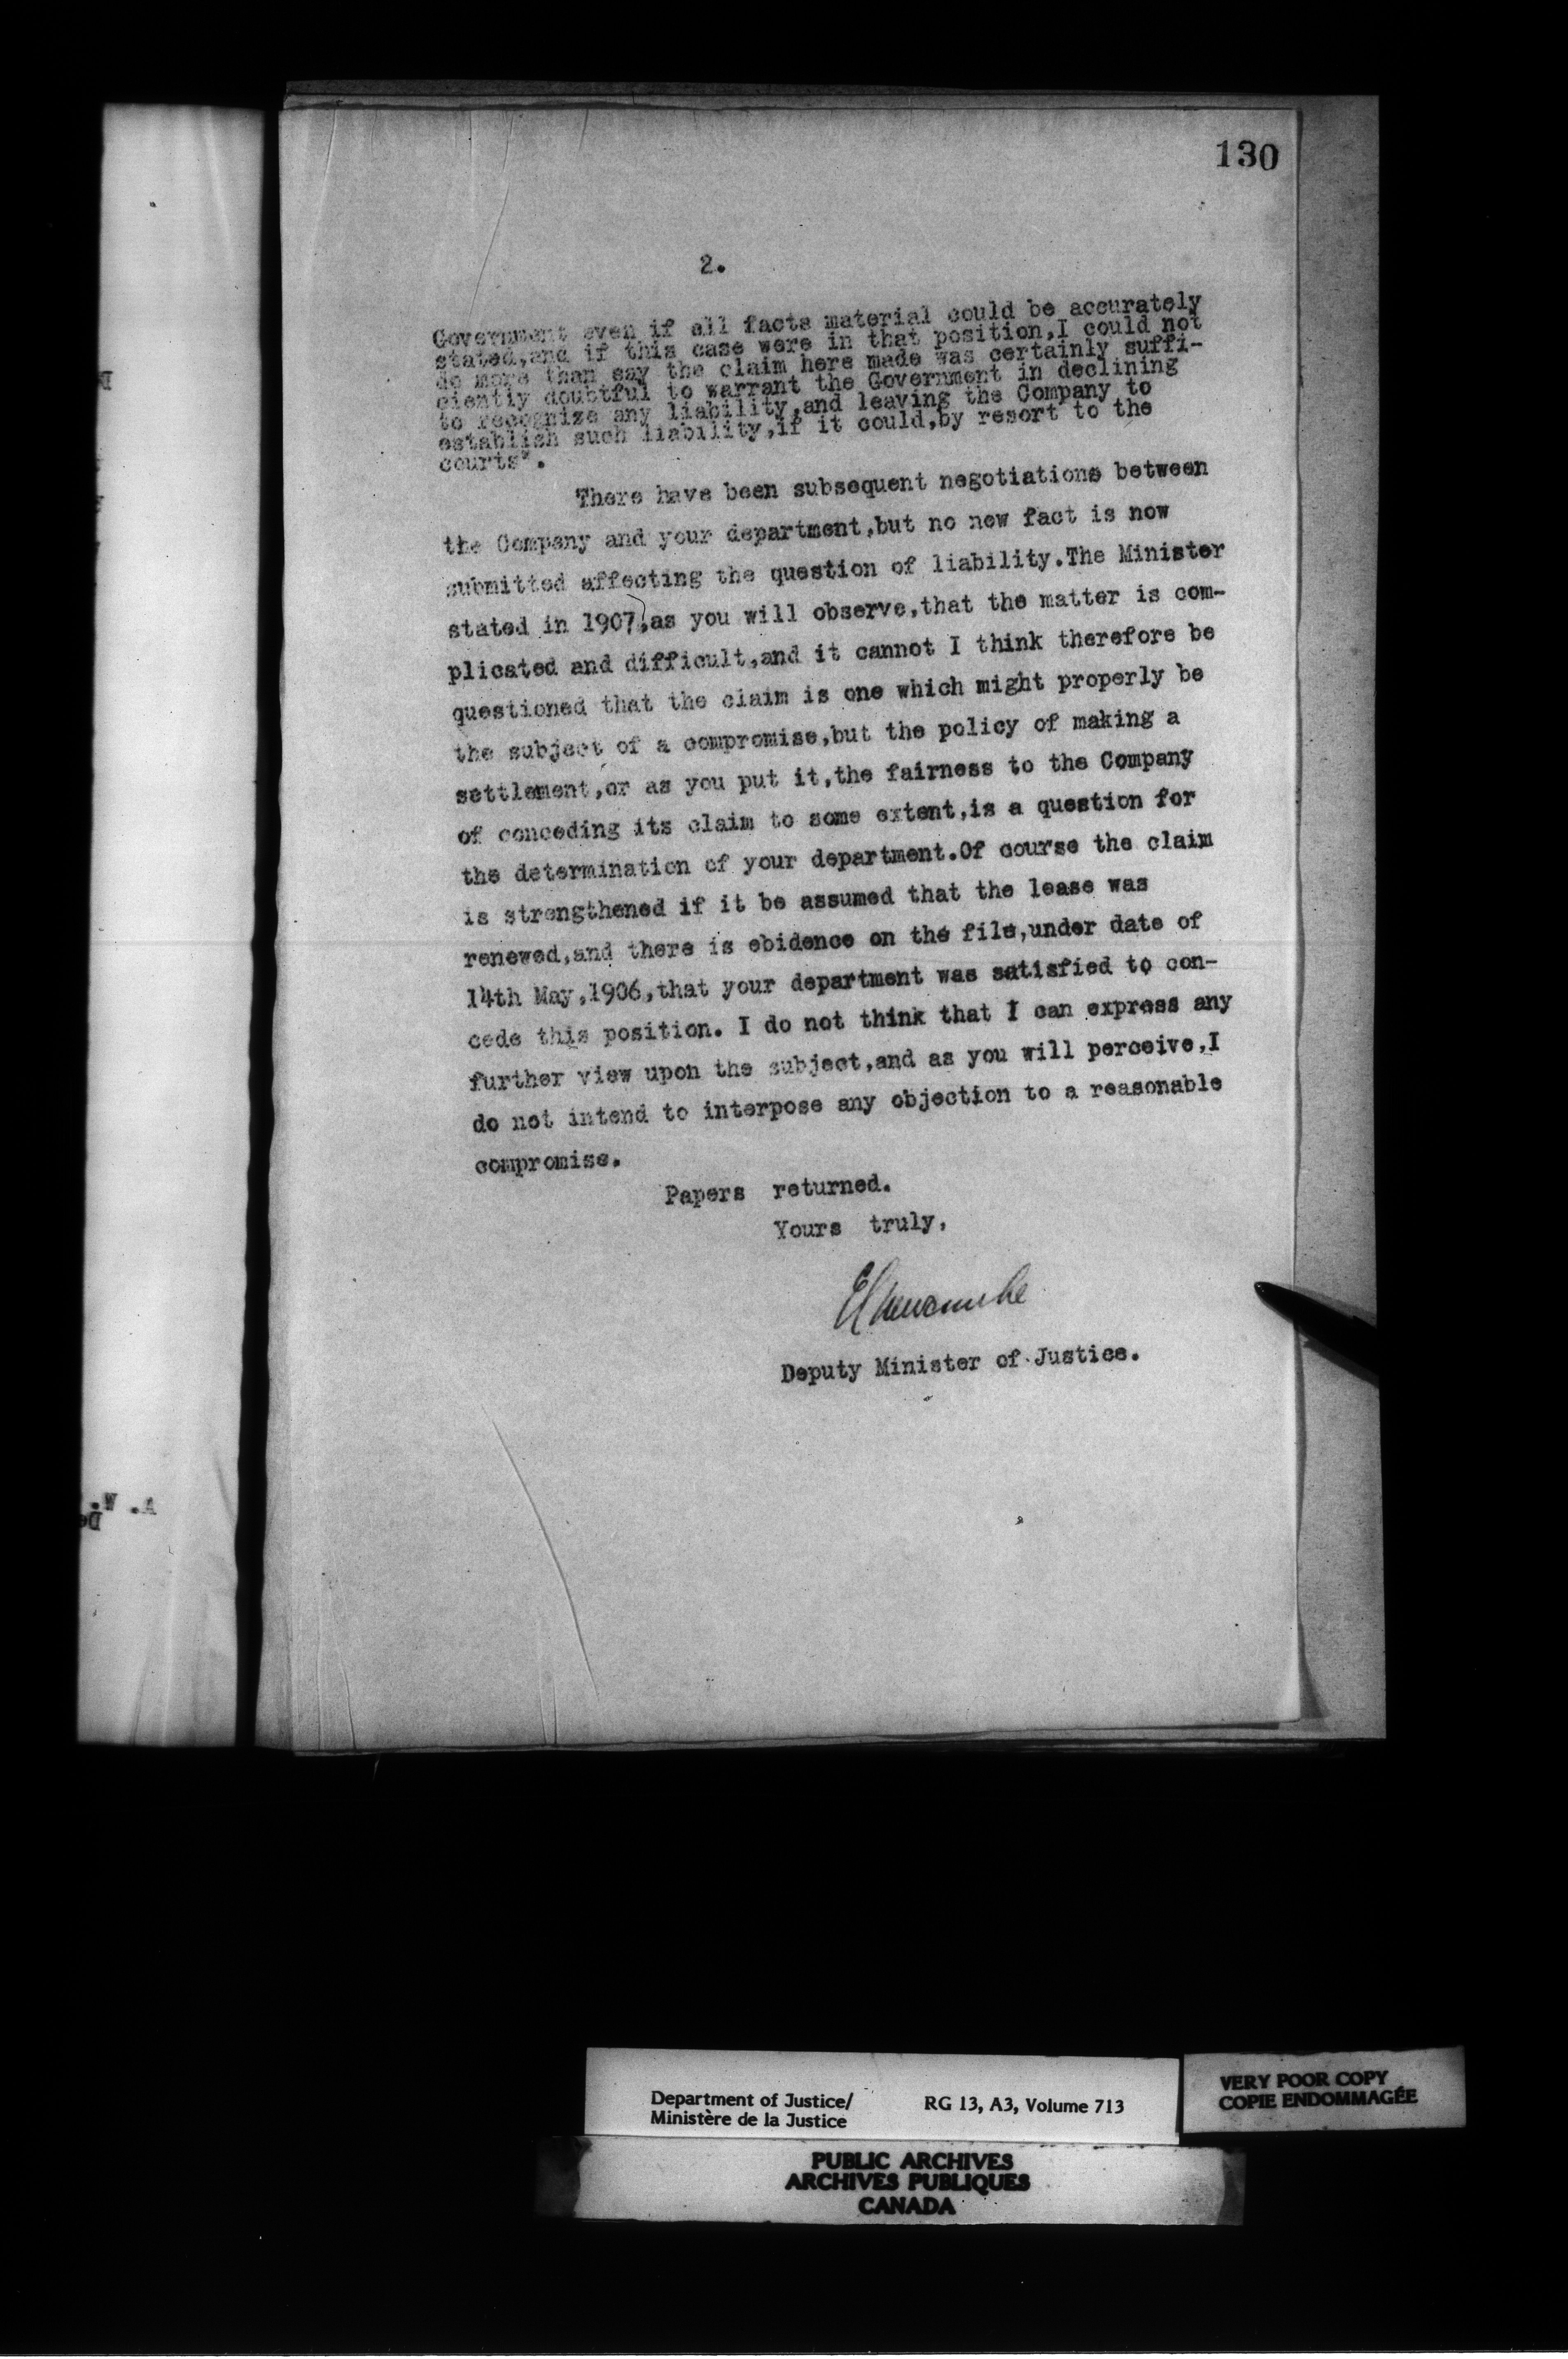 130
2.
Government even if all facts material could be accurately
stated,and if this case were in that position,I could not
do more than say the claim here made was certainly suffi-
ciently doubtful to warrant the Government in declining
to recognize any liability,and leaving the Company to
establish such liability,if it could,by resort to the
courts".
There have been subsequent negotiations between
the Company and your department,but no new fact is now
submitted affecting the question of liability.The Minister
stated in 1907,as you will observe,that the matter is com-
plicated and difficult,and it cannot I think therefore be
questioned that the claim is one which might properly be
the subject of a compromise,but the policy of making a
settlement,or as you put it,the fairness to the Company
of conceding its claim to some extent,is a question for
the determination of your department.Of course the claim
is strengthened if it be assumed that the lease was
renewed,and there is ebidence on the file,under date of
14th May,1906,that your department was satisfied to con-
cede this position. I do not think that I can express any
further view upon the subject,and as you will perceive,I
do not intend to interpose any objection to a reasonable
compromise.
Papers returned.
Yours truly,
E L Newcombe
Deputy Minister of Justice.
A. W.
De
Department of Justice/
Ministère de la Justice
RG 13, A3, Volume 713
VERY POOR COPY
COPIE ENDOMMAGÉE
PUBLIC ARCHIVES
ARCHIVES PUBLIQUES
CANADA